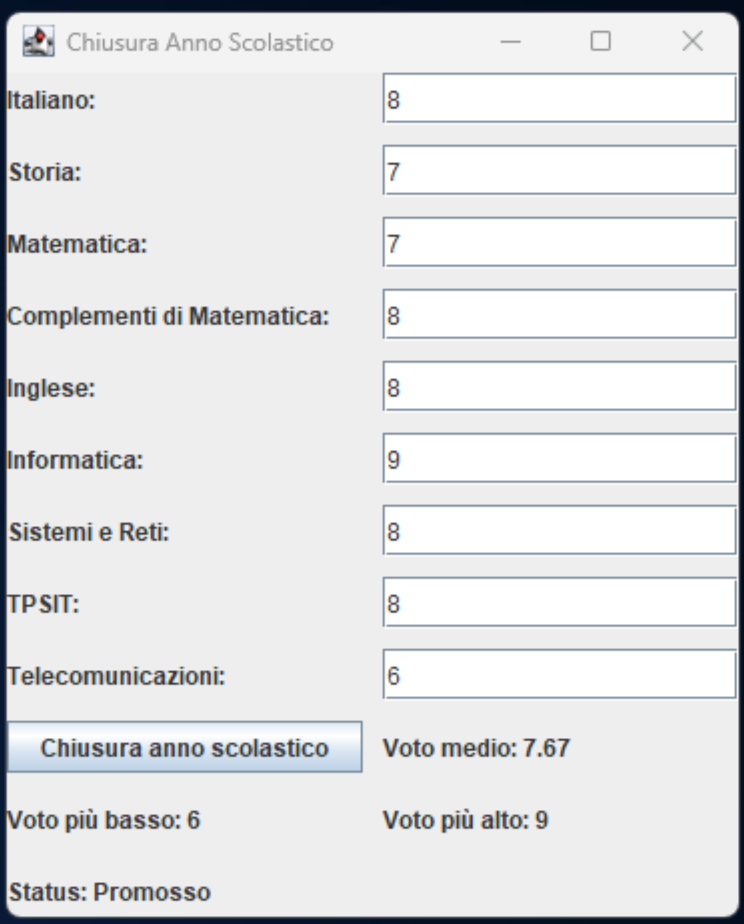 Chiusura Anno Scolastico
Italiano: 8
Storia: 7
Matematica: 7
Complementi di Matematica: 8
Inglese: 8
Informatica: 9
Sistemi e Reti: 8
TPSIT: 8
Telecomunicazioni: 6
Chiusura anno scolastico Voto medio: 7.67
Voto più basso: 6 Voto più alto: 9
Status: Promosso